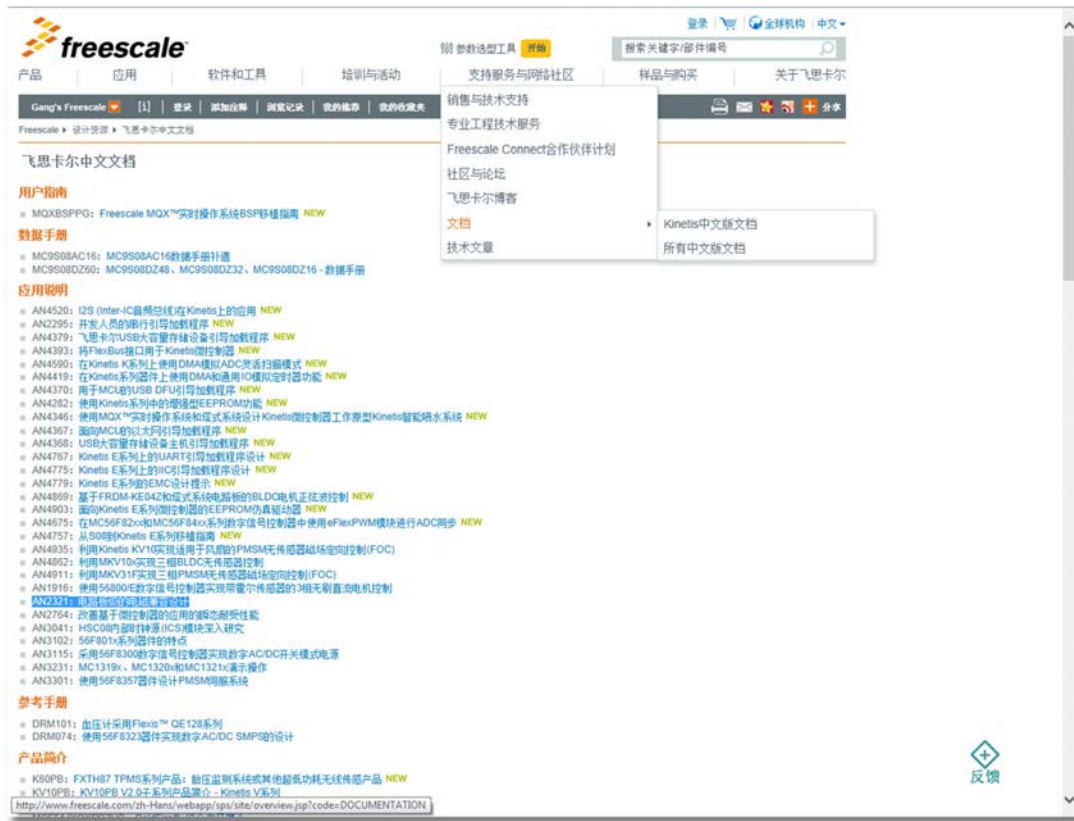 登录 全球机构 中文
freescale
参数选型工具 开始 搜索关键字/部件编号
产品 应用 软件和工具 培训与活动 支持服务与网络社区 样品与购买 关于飞思卡尔
Gang's Freescale [1] 登录 添加注释 浏览记录 我的推荐 我的收藏夹 分享
Freescale 设计资源 飞思卡尔中文文档
销售与技术支持
专业工程技术服务
Freescale Connect合作伙伴计划
社区与论坛
飞思卡尔博客
文档
技术文章
Kinetis中文版文档
所有中文版文档
飞思卡尔中文文档
用户指南
MQXBSPPG: Freescale MQX™实时操作系统BSP移植指南 NEW
数据手册
MC9S08AC16: MC9S08AC16数据手册补遗
MC9S08DZ60: MC9S08DZ48、MC9S08DZ32、MC9S08DZ16 - 数据手册
应用说明
AN4520: I2S (Inter-IC音频总线)在Kinetis上的应用 NEW
AN2295: 开发人员的串行引导加载程序 NEW
AN4379: 飞思卡尔USB大容量存储设备引导加载程序 NEW
AN4393: 将FlexBus接口用于Kinetis微控制器 NEW
AN4590: 在Kinetis K系列上使用DMA模拟ADC灵活扫描模式 NEW
AN4419: 在Kinetis系列器件上使用DMA和通用IO模拟定时器功能 NEW
AN4370: 用于MCU的USB DFU引导加载程序 NEW
AN4282: 使用Kinetis系列中的增强型EEPROM功能 NEW
AN4346: 使用MQX™实时操作系统和塔式系统设计Kinetis微控制器工作原型Kinetis智能喷水系统 NEW
AN4367: 面向MCU的以太网引导加载程序 NEW
AN4368: USB大容量存储设备主机引导加载程序 NEW
AN4767: Kinetis E系列上的UART引导加载程序设计 NEW
AN4775: Kinetis E系列上的IIC引导加载程序设计 NEW
AN4779: Kinetis E系列的EMC设计提示 NEW
AN4869: 基于FRDM-KE04Z和塔式系统电路板的BLDC电机正弦波控制 NEW
AN4903: 面向Kinetis E系列微控制器的EEPROM仿真驱动器 NEW
AN4675: 在MC56F82xx和MC56F84xx系列数字信号控制器中使用eFlexPWM模块进行ADC同步 NEW
AN4757: 从S08到Kinetis E系列移植指南 NEW
AN4935: 利用Kinetis KV10实现适用于风扇的PMSM无传感器磁场定向控制(FOC)
AN4862: 利用MKV10x实现三相BLDC无传感器控制
AN4911: 利用MKV31F实现三相PMSM无传感器磁场定向控制(FOC)
AN1916: 使用56800/E数字信号控制器实现带霍尔传感器的3相无刷直流电机控制
AN2321: 电路板级的电磁兼容设计
AN2764: 改善基于微控制器的应用的瞬态耐受性能
AN3041: HSC08内部时钟源(ICS)模块深入研究
AN3102: 56F801x系列器件的特点
AN3115: 采用56F8300数字信号控制器实现数字AC/DC开关模式电源
AN3231: MC1319x、MC1320x和MC1321x演示操作
AN3301: 使用56F8357器件设计PMSM伺服系统
参考手册
DRM101: 血压计采用Flexis™ QE128系列
DRM074: 使用56F8323器件实现数字AC/DC SMPS的设计
产品简介
K60PB: FXTH87 TPMS系列产品: 胎压监测系统或其他超低功耗无线传感产品 NEW
KV10PB: KV10PB V2.0子系列产品简介 - Kinetis V系列
http://www.freescale.com/zh-Hans/webapp/sps/site/overview.jsp?code=DOCUMENTATION
反馈